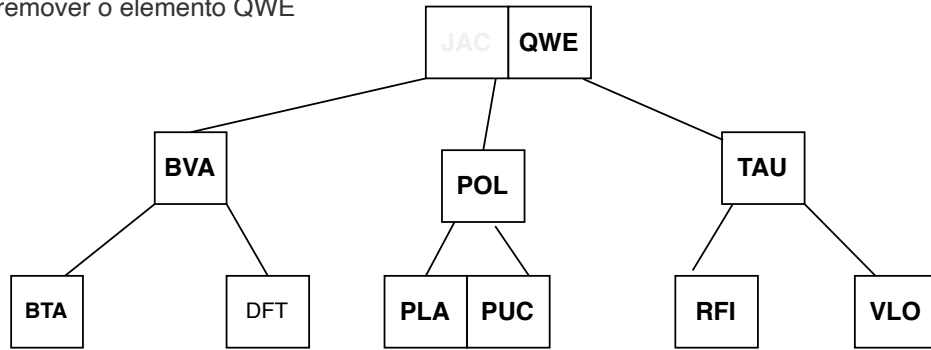 remover o elemento QWE
JAC QWE
BVA
POL
TAU
BTA
DFT
PLA PUC
RFI
VLO